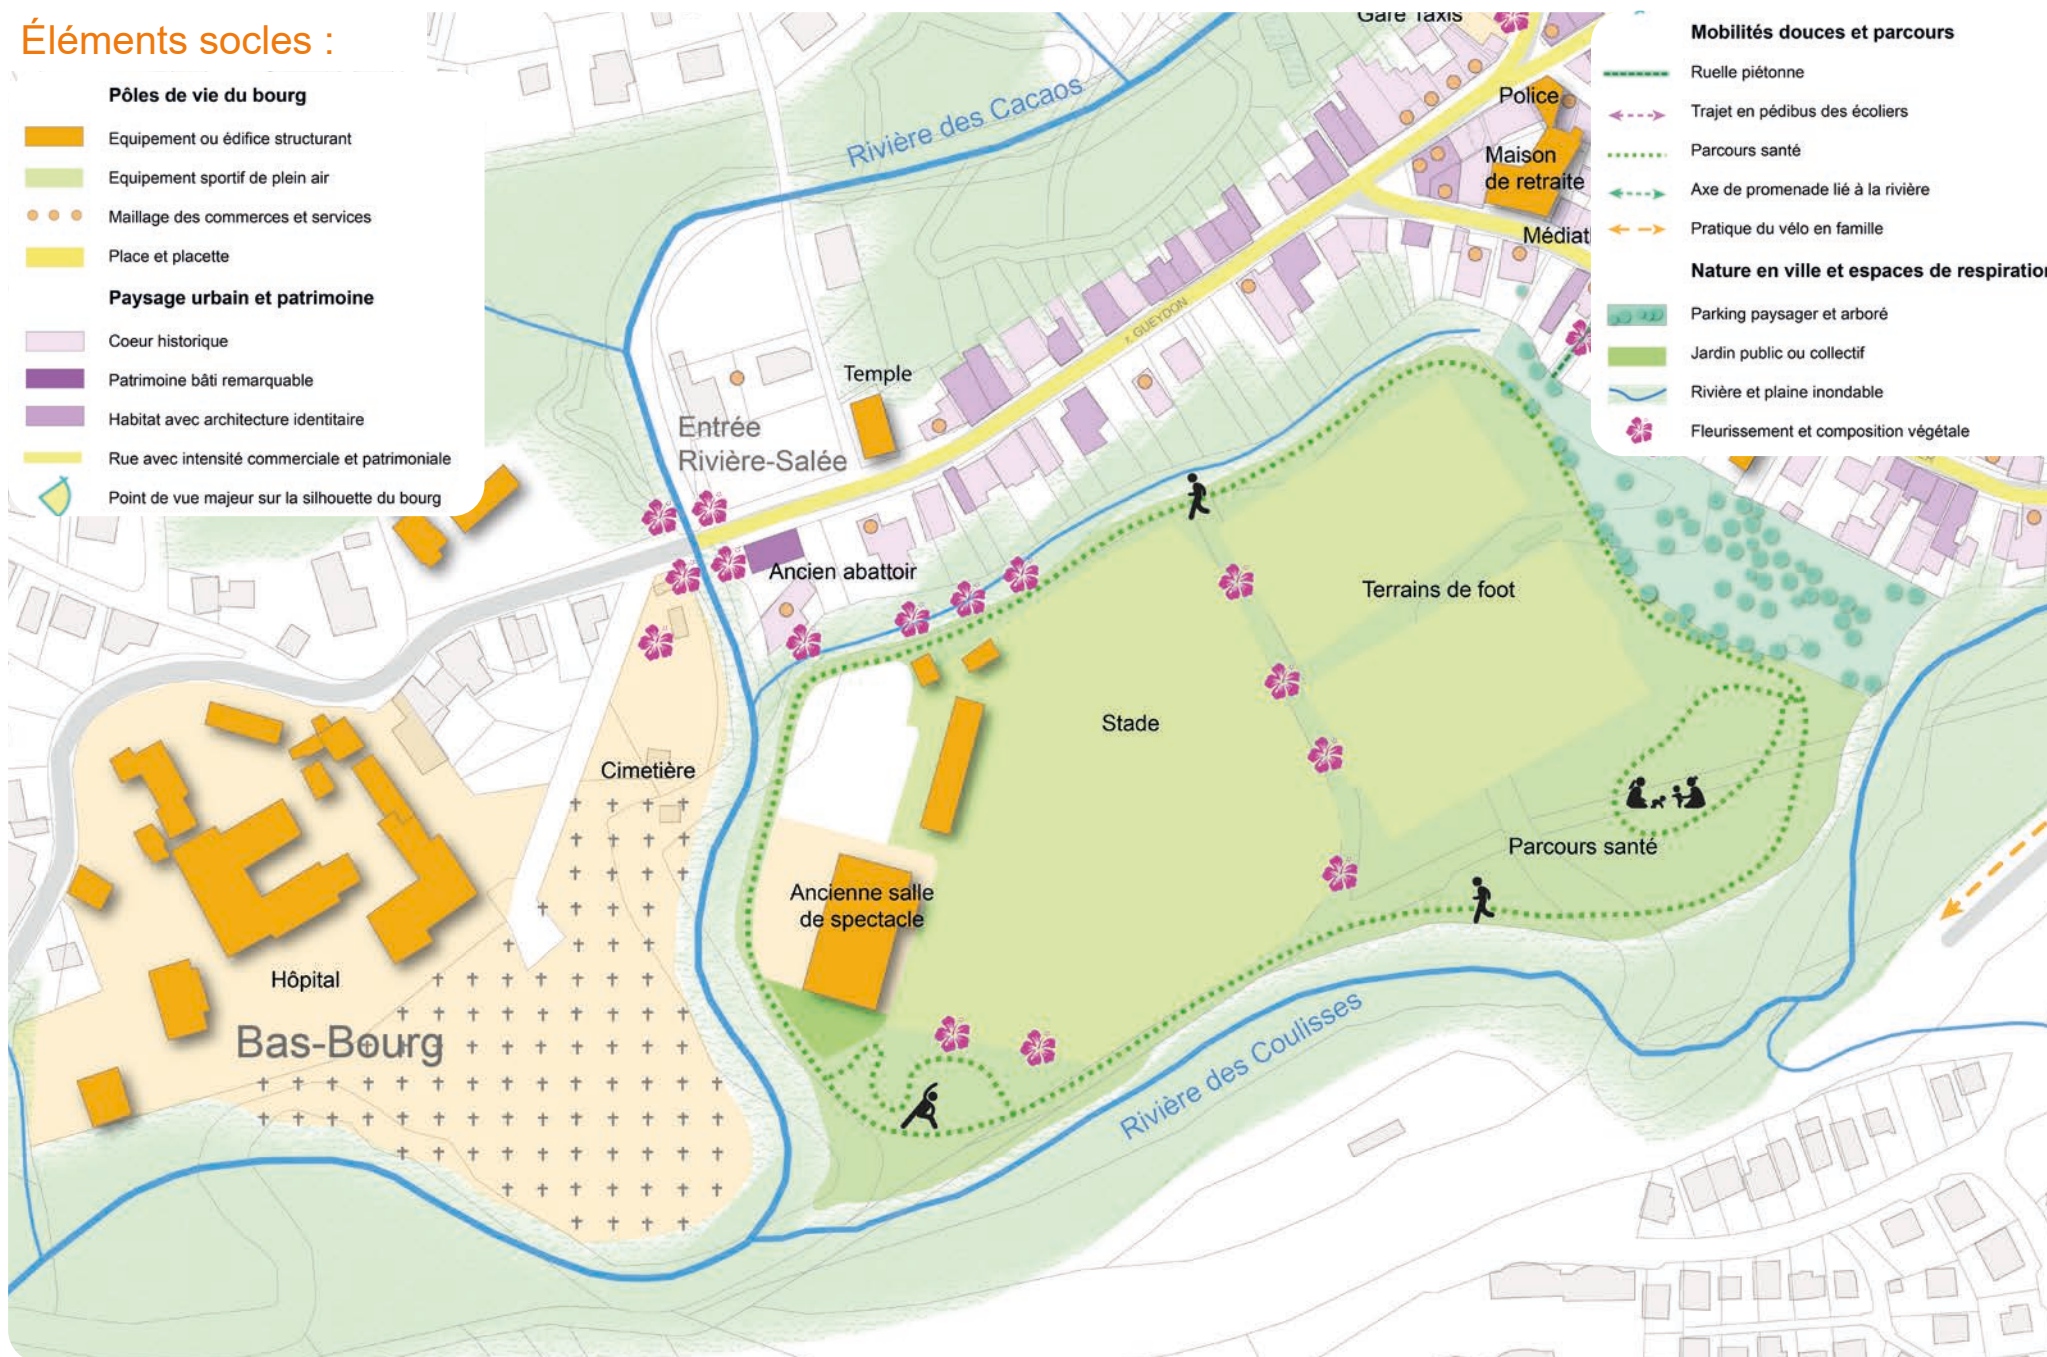 Éléments socles :
Pôles de vie du bourg
Equipement ou édifice structurant
Equipement sportif de plein air
Maillage des commerces et services
Place et placette
Paysage urbain et patrimoine
Coeur historique
Patrimoine bâti remarquable
Habitat avec architecture identitaire
Rue avec intensité commerciale et patrimoniale
Point de vue majeur sur la silhouette du bourg
Mobilités douces et parcours
Ruelle piétonne
Trajet en pédibus des écoliers
Parcours santé
Axe de promenade lié à la rivière
Pratique du vélo en famille
Nature en ville et espaces de respiration
Parking paysager et arboré
Jardin public ou collectif
Rivière et plaine inondable
Fleurissement et composition végétale
Gare Taxis
Rivière des Cacaos
Police
Maison
de retraite
Médiat
r. GUEYDON
Temple
Entrée
Rivière-Salée
Ancien abattoir
Terrains de foot
Stade
Cimetière
Parcours santé
Ancienne salle
de spectacle
Hôpital
Bas-Bourg
Rivière des Coulisses